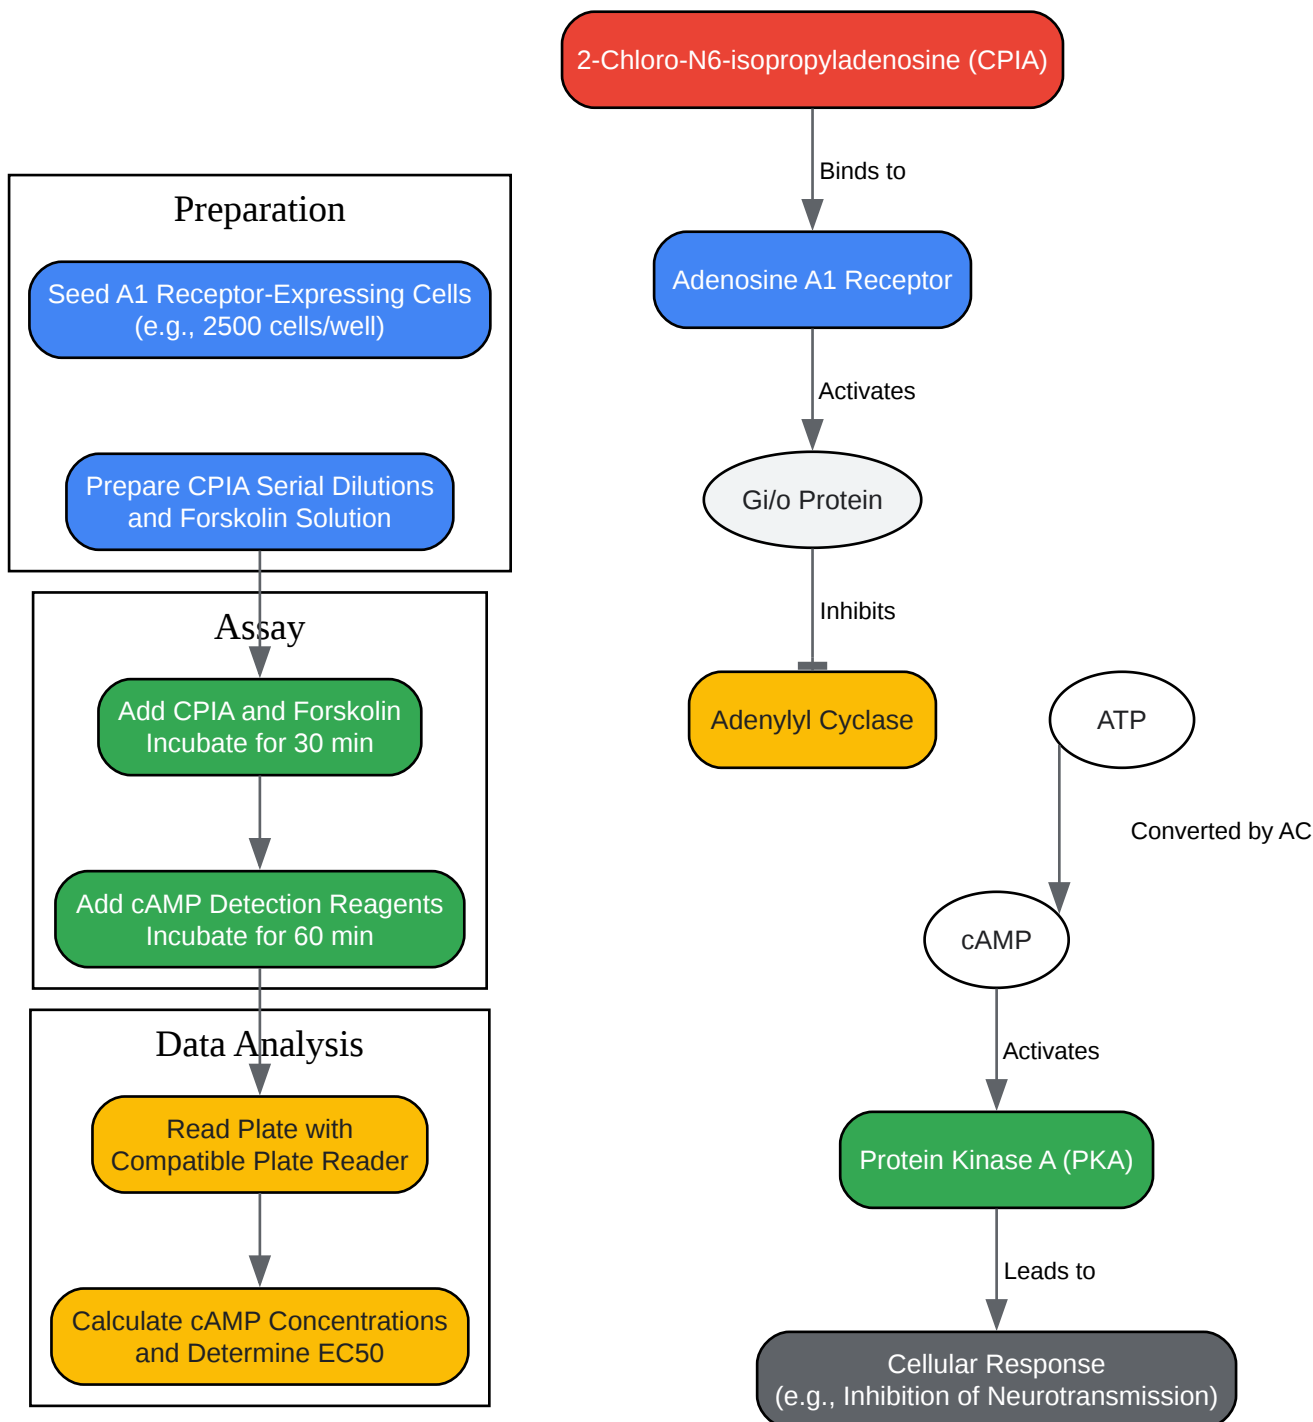 2-Chloro-N6-isopropyladenosine (CPIA)
Binds to
Adenosine A1 Receptor
Activates
Gi/o Protein
Inhibits
Adenylyl Cyclase
ATP
Converted by AC
cAMP
Activates
Protein Kinase A (PKA)
Leads to
Cellular Response
(e.g., Inhibition of Neurotransmission)
Preparation
Seed A1 Receptor-Expressing Cells
(e.g., 2500 cells/well)
Prepare CPIA Serial Dilutions
and Forskolin Solution
Assay
Add CPIA and Forskolin
Incubate for 30 min
Add cAMP Detection Reagents
Incubate for 60 min
Data Analysis
Read Plate with
Compatible Plate Reader
Calculate cAMP Concentrations
and Determine EC50